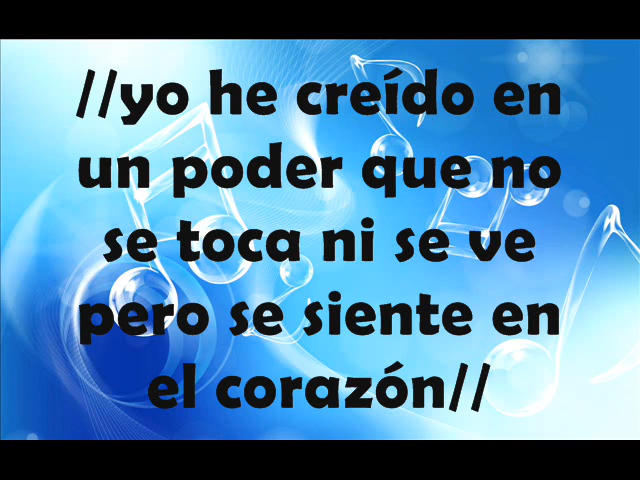 //yo he creído en
un poder que no
se toca ni se ve
pero se siente en
el corazón//